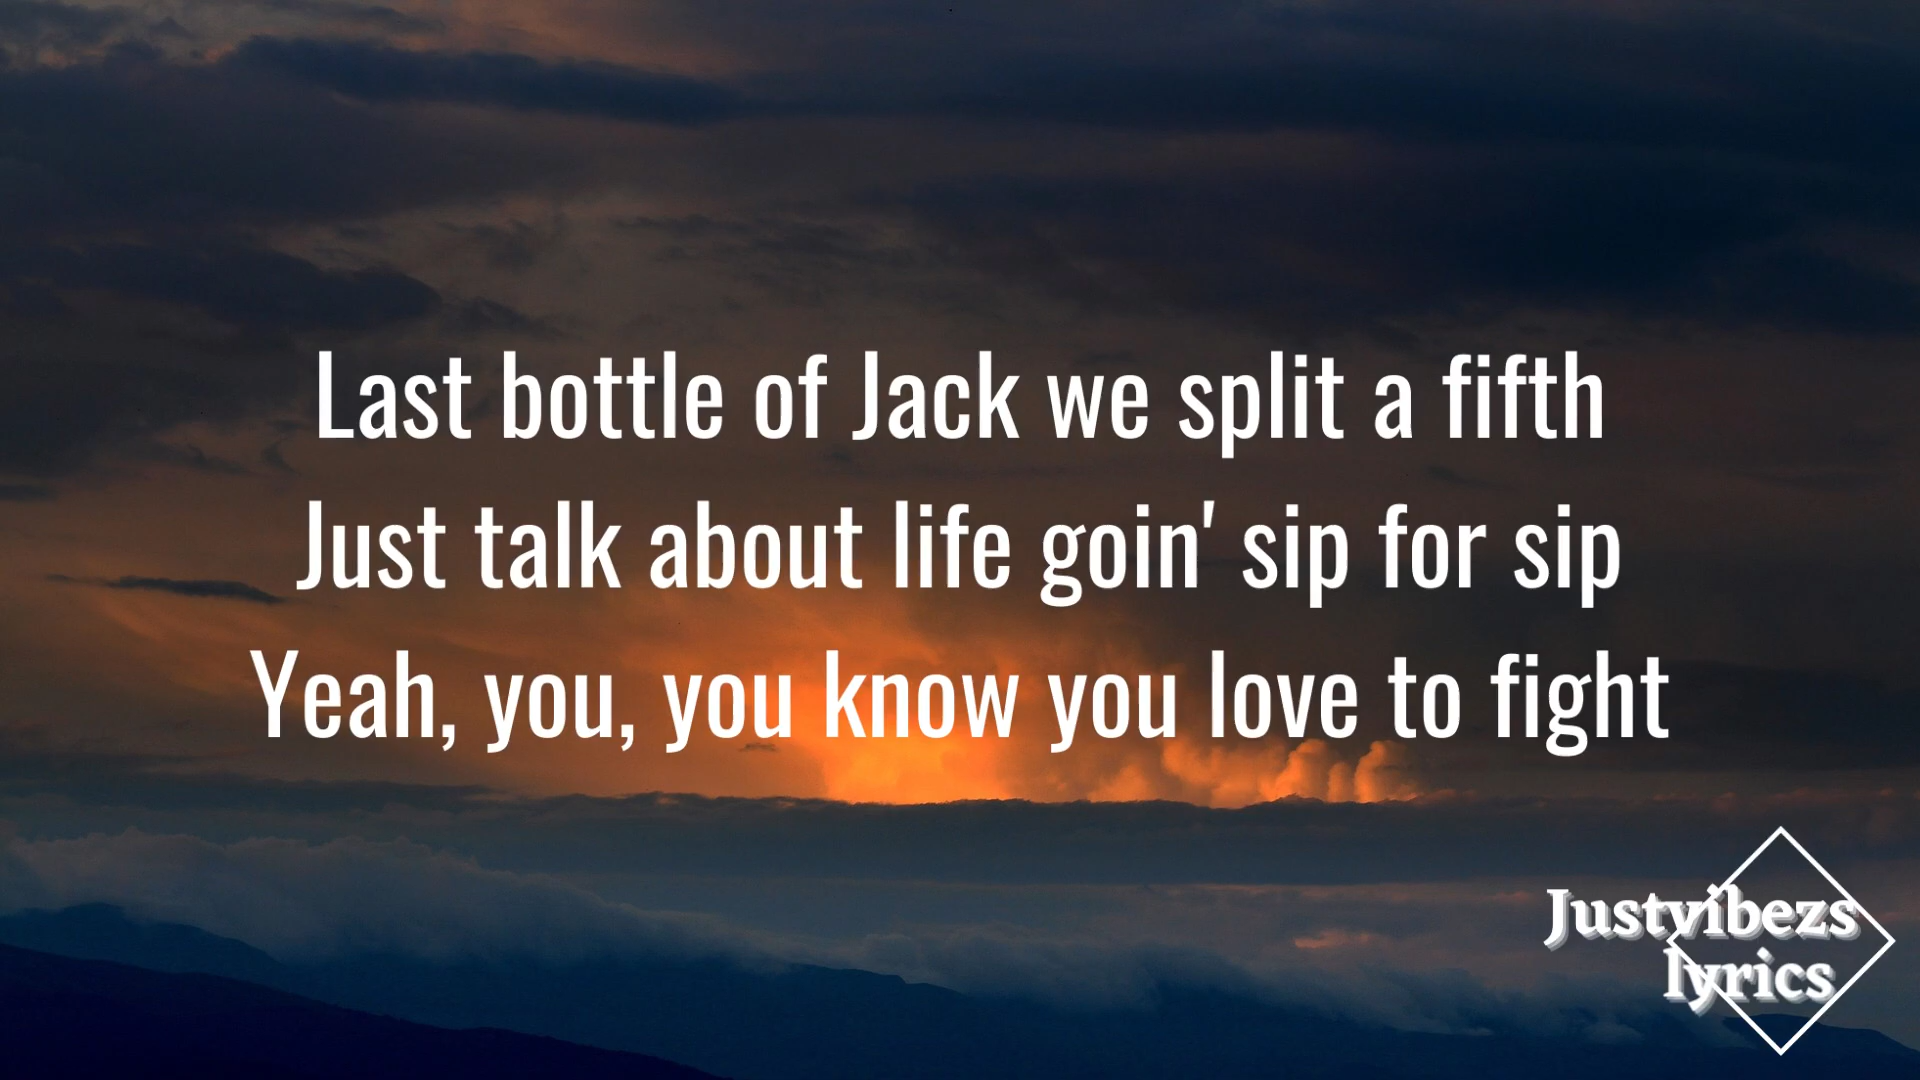 Last bottle of Jack we split a fifth
Just talk about life goin' sip for sip
Yeah, you, you know you love to fight
Justvibezs
lyrics